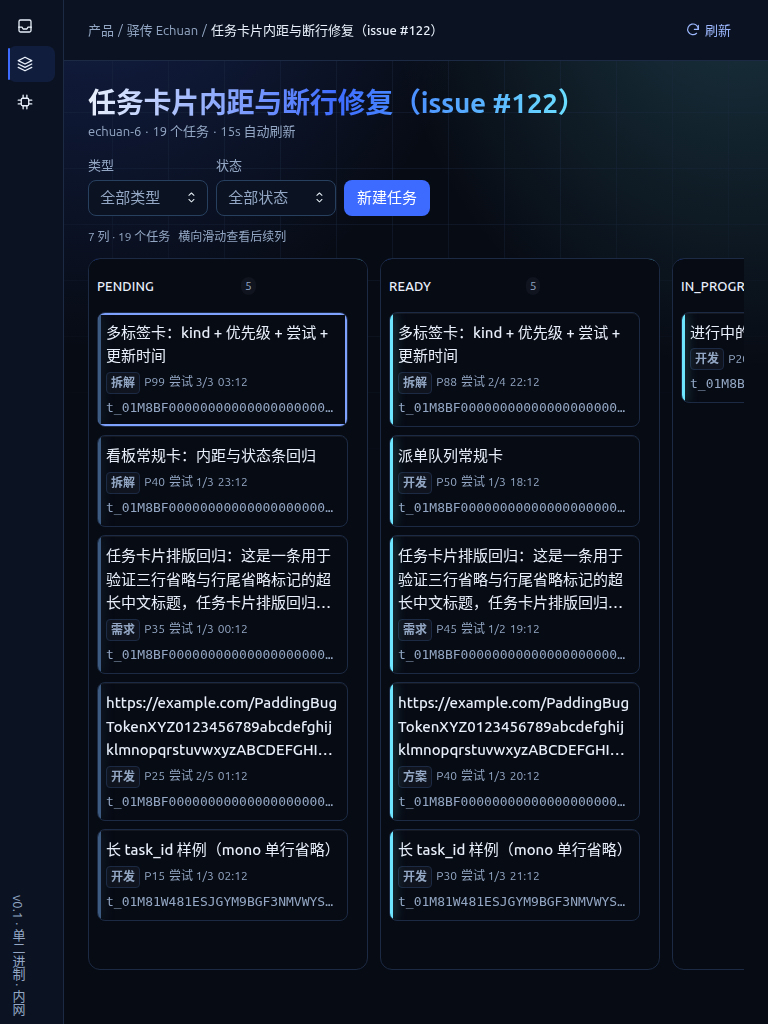 产品 / 驿传 Echuan / 任务卡片内距与断行修复（issue #122）
刷新
任务卡片内距与断行修复（issue #122）
echuan-6 · 19 个任务 · 15s 自动刷新
类型
状态
全部类型
全部状态
新建任务
7 列 · 19 个任务 横向滑动查看后续列
PENDING 5
多标签卡：kind + 优先级 + 尝试 +
更新时间
拆解 P99 尝试 3/3 03:12
t_01M8BF00000000000000000000…
看板常规卡：内距与状态条回归
拆解 P40 尝试 1/3 23:12
t_01M8BF00000000000000000000…
任务卡片排版回归：这是一条用于
验证三行省略与行尾省略标记的超
长中文标题，任务卡片排版回归…
需求 P35 尝试 1/3 00:12
t_01M8BF00000000000000000000…
https://example.com/PaddingBug
TokenXYZ0123456789abcdefghij
klmnopqrstuvwxyzABCDEFGHI…
开发 P25 尝试 2/5 01:12
t_01M8BF00000000000000000000…
长 task_id 样例（mono 单行省略）
开发 P15 尝试 1/3 02:12
t_01M81W481ESJGYM9BGF3NMVWYS…
READY 5
多标签卡：kind + 优先级 + 尝试 +
更新时间
拆解 P88 尝试 2/4 22:12
t_01M8BF00000000000000000000…
派单队列常规卡
开发 P50 尝试 1/3 18:12
t_01M8BF00000000000000000000…
任务卡片排版回归：这是一条用于
验证三行省略与行尾省略标记的超
长中文标题，任务卡片排版回归…
需求 P45 尝试 1/2 19:12
t_01M8BF00000000000000000000…
https://example.com/PaddingBug
TokenXYZ0123456789abcdefghij
klmnopqrstuvwxyzABCDEFGHI…
方案 P40 尝试 1/3 20:12
t_01M8BF00000000000000000000…
长 task_id 样例（mono 单行省略）
开发 P30 尝试 1/3 21:12
t_01M81W481ESJGYM9BGF3NMVWYS…
IN_PROGR
进行中的
开发 P20
t_01M8B
v0.1 · 单二进制 · 内网